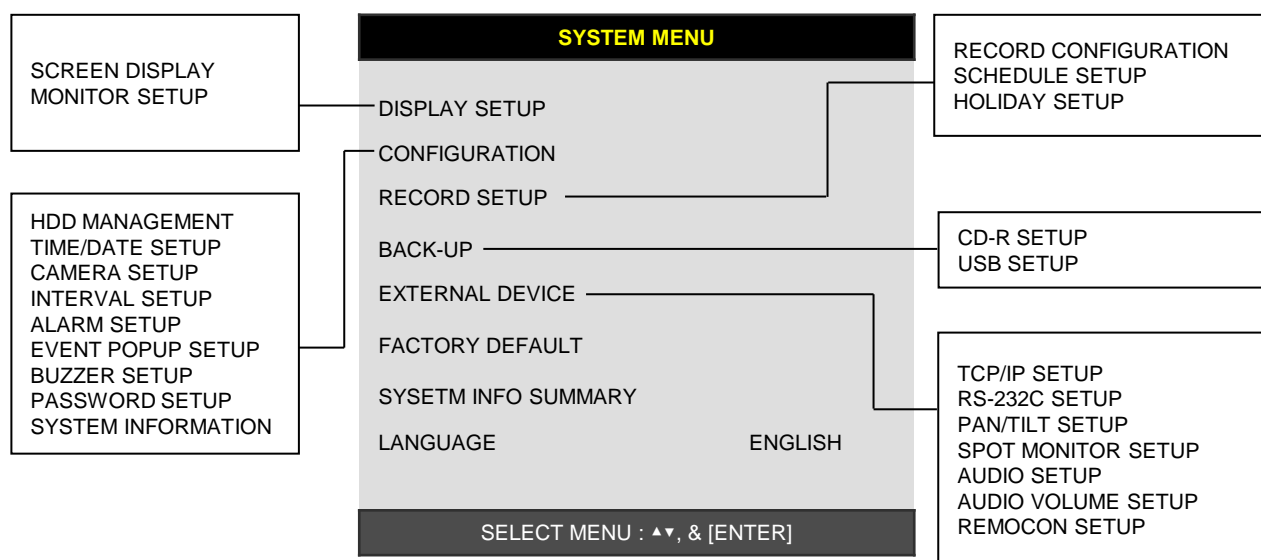 SYSTEM MENU
SCREEN DISPLAY
MONITOR SETUP
HDD MANAGEMENT
TIME/DATE SETUP
CAMERA SETUP
INTERVAL SETUP
ALARM SETUP
EVENT POPUP SETUP
BUZZER SETUP
PASSWORD SETUP
SYSTEM INFORMATION
DISPLAY SETUP
CONFIGURATION
RECORD SETUP
BACK-UP
EXTERNAL DEVICE
FACTORY DEFAULT
SYSETM INFO SUMMARY
LANGUAGE ENGLISH
SELECT MENU : ▲▼, & [ENTER]
RECORD CONFIGURATION
SCHEDULE SETUP
HOLIDAY SETUP
CD-R SETUP
USB SETUP
TCP/IP SETUP
RS-232C SETUP
PAN/TILT SETUP
SPOT MONITOR SETUP
AUDIO SETUP
AUDIO VOLUME SETUP
REMOCON SETUP